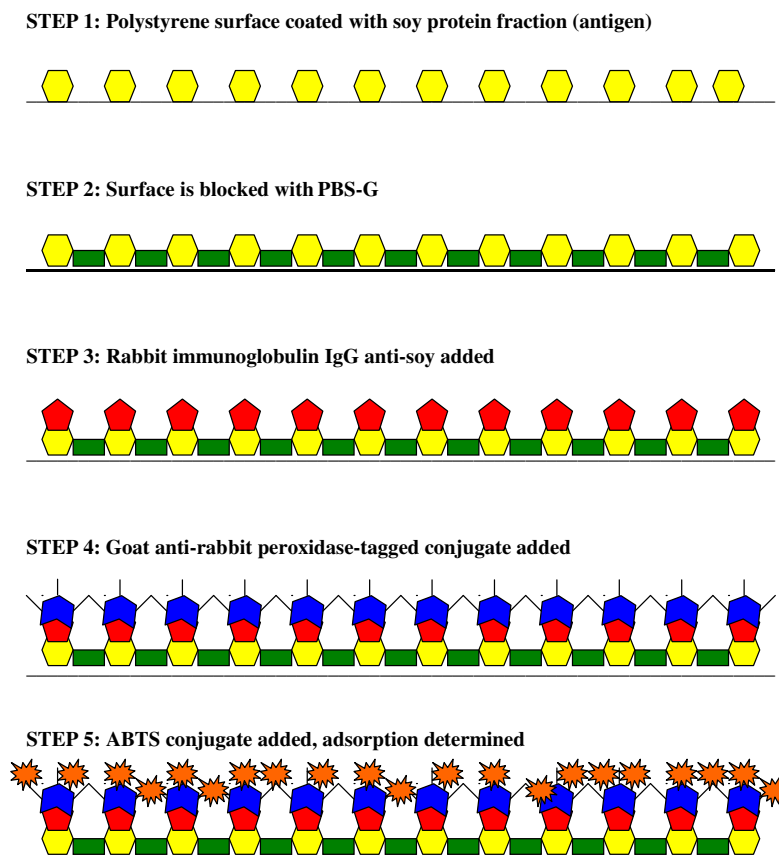 STEP 1: Polystyrene surface coated with soy protein fraction (antigen)
STEP 2: Surface is blocked with PBS-G
STEP 3: Rabbit immunoglobulin IgG anti-soy added
STEP 4: Goat anti-rabbit peroxidase-tagged conjugate added
STEP 5: ABTS conjugate added, adsorption determined